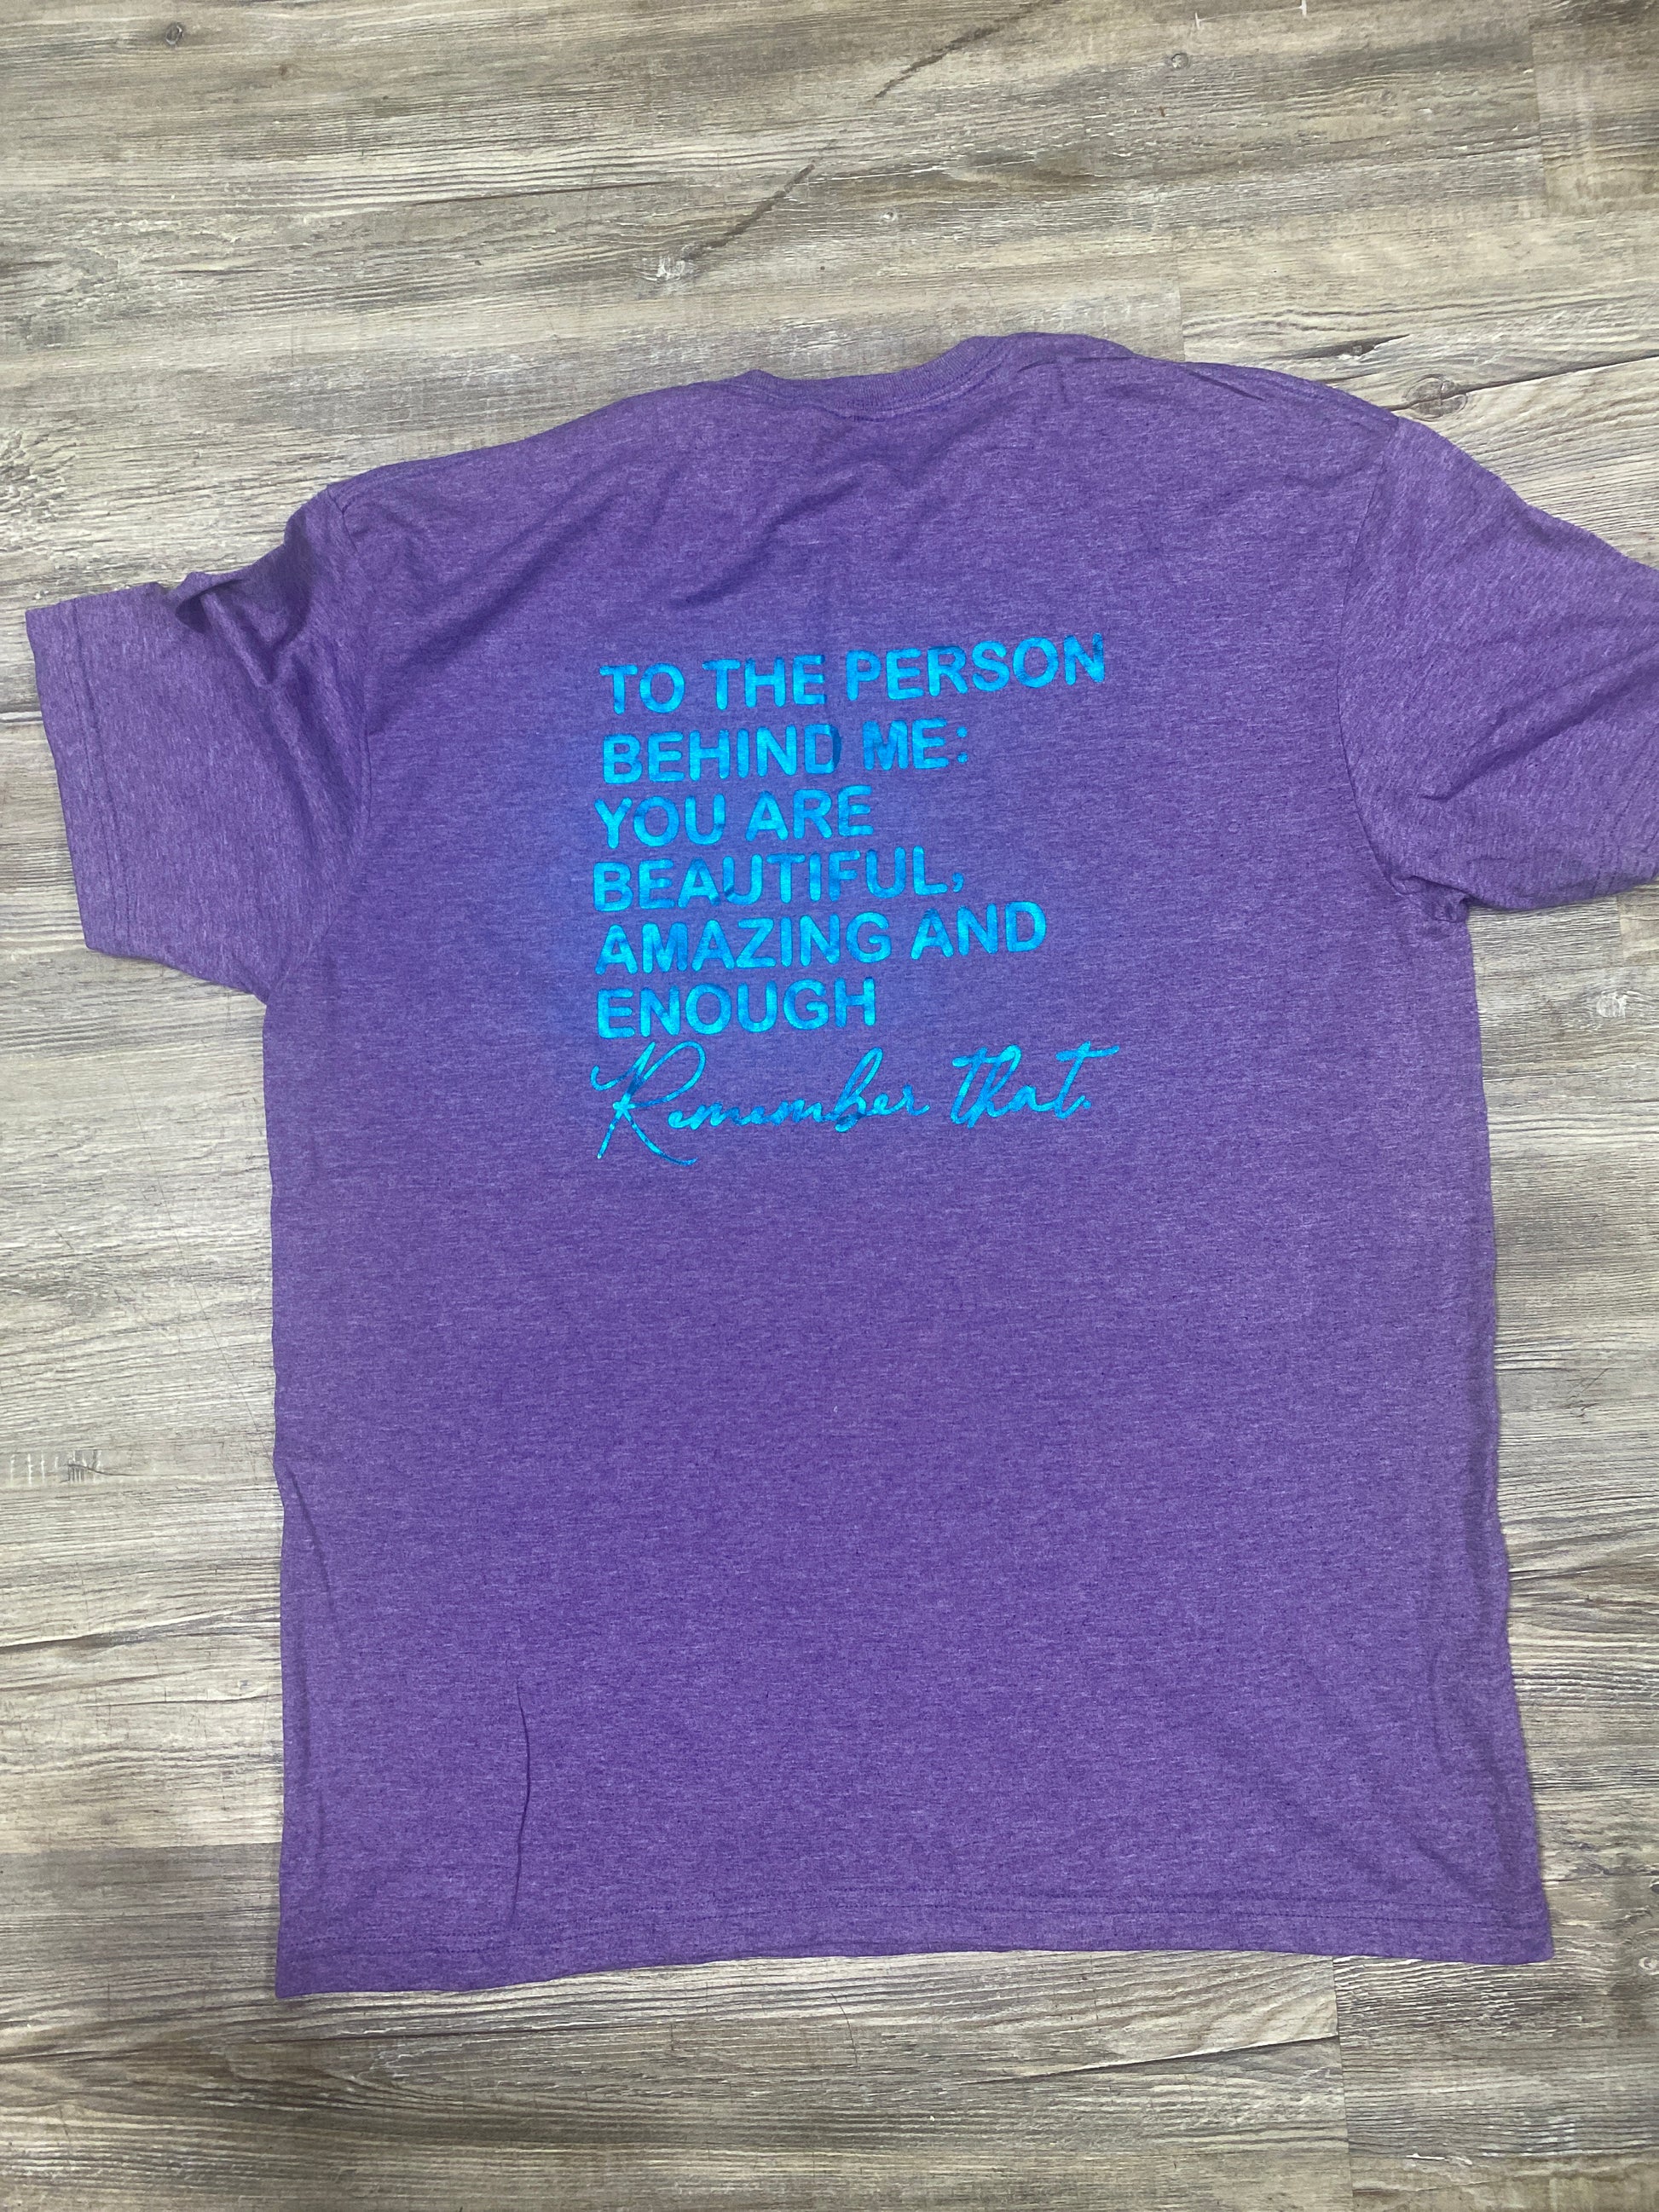 TO THE PERSON
BEHIND ME:
YOU ARE
BEAUTIFUL,
AMAZING AND
ENOUGH
Remember that.